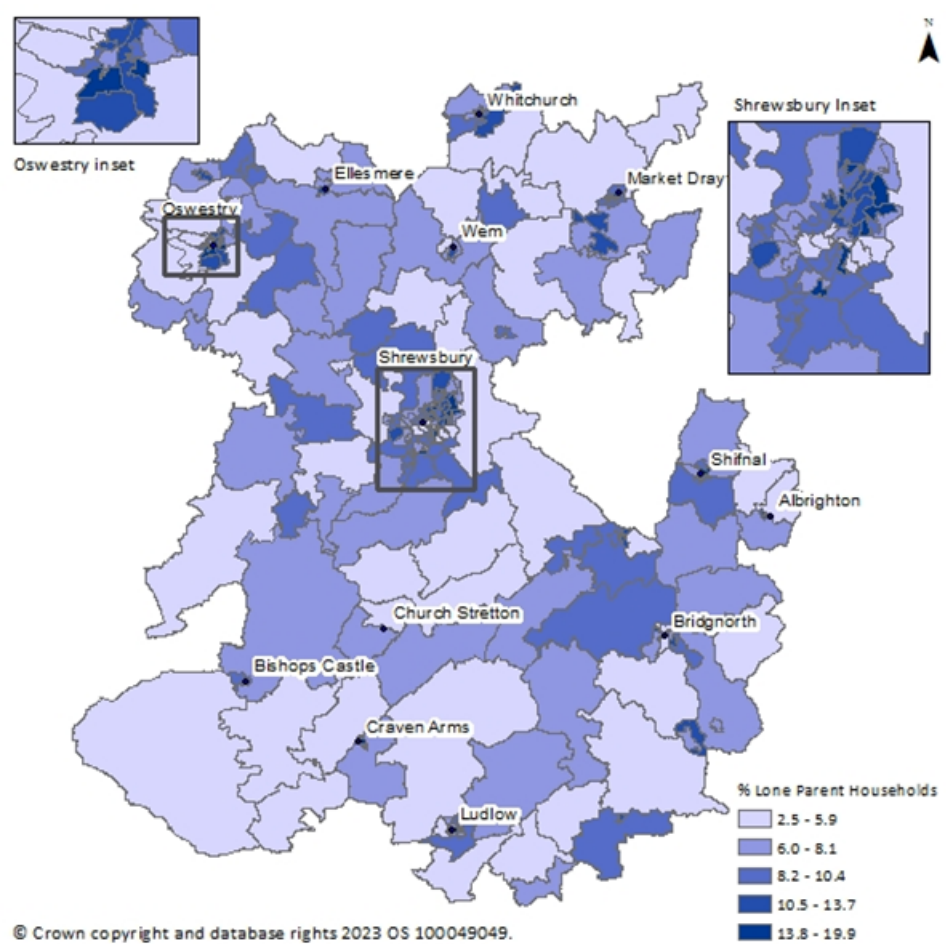 N
Whitchurch
Shrewsbury Inset
Oswestry inset
Ellesmere
Market Dray
Oswestry
Wem
Shrewsbury
Shifnal
Albrighton
Church Stretton
Bridgnorth
Bishops Castle
Craven Arms
Ludlow
% Lone Parent Households
2.5 - 5.9
6.0 - 8.1
8.2 - 10.4
10.5 - 13.7
13.8 - 19.9
© Crown copyright and database rights 2023 OS 100049049.